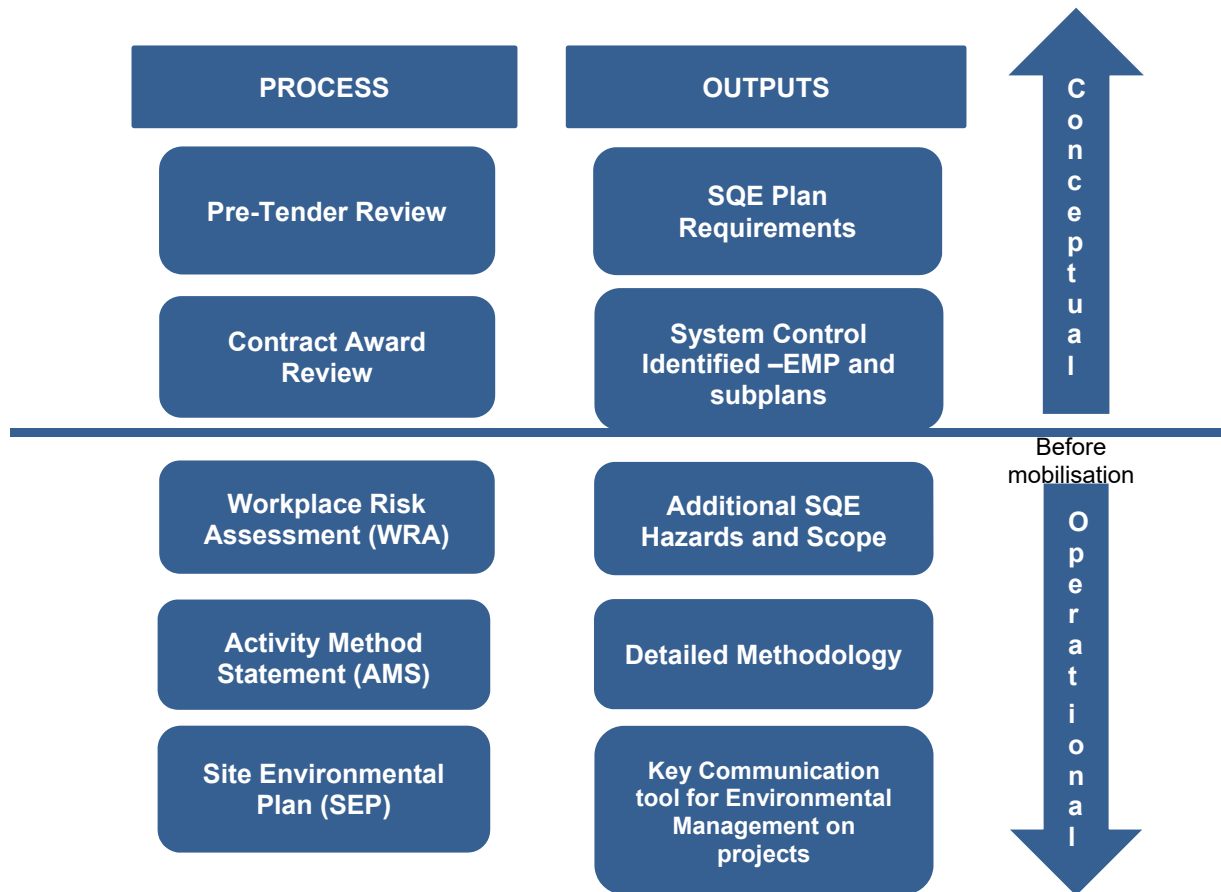 PROCESS
OUTPUTS
Pre-Tender Review
SQE Plan
Requirements
Contract Award
Review
System Control
Identified –EMP and
subplans
Conceptual
Before
mobilisation
Workplace Risk
Assessment (WRA)
Additional SQE
Hazards and Scope
Activity Method
Statement (AMS)
Detailed Methodology
Site Environmental
Plan (SEP)
Key Communication
tool for Environmental
Management on
projects
Operational